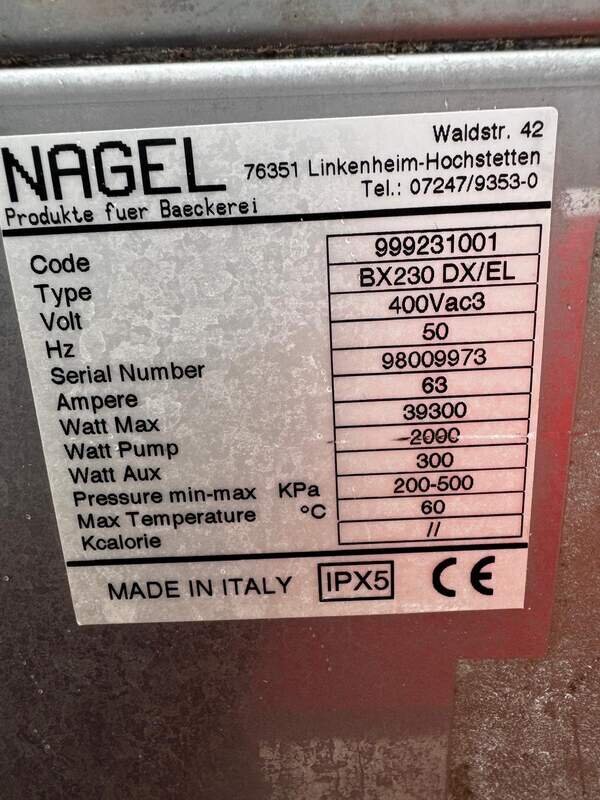 NAGEL
Produkte fuer Baeckerei
Waldstr. 42
76351 Linkenheim-Hochstetten
Tel.: 07247/9353-0
Code 999231001
Type BX230 DX/EL
Volt 400Vac3
Hz 50
Serial Number 98009973
Ampere 63
Watt Max 39300
Watt Pump 2000
Watt Aux 300
Pressure min-max KPa 200-500
Max Temperature °C 60
Kcalorie //
MADE IN ITALY IPX5 CE